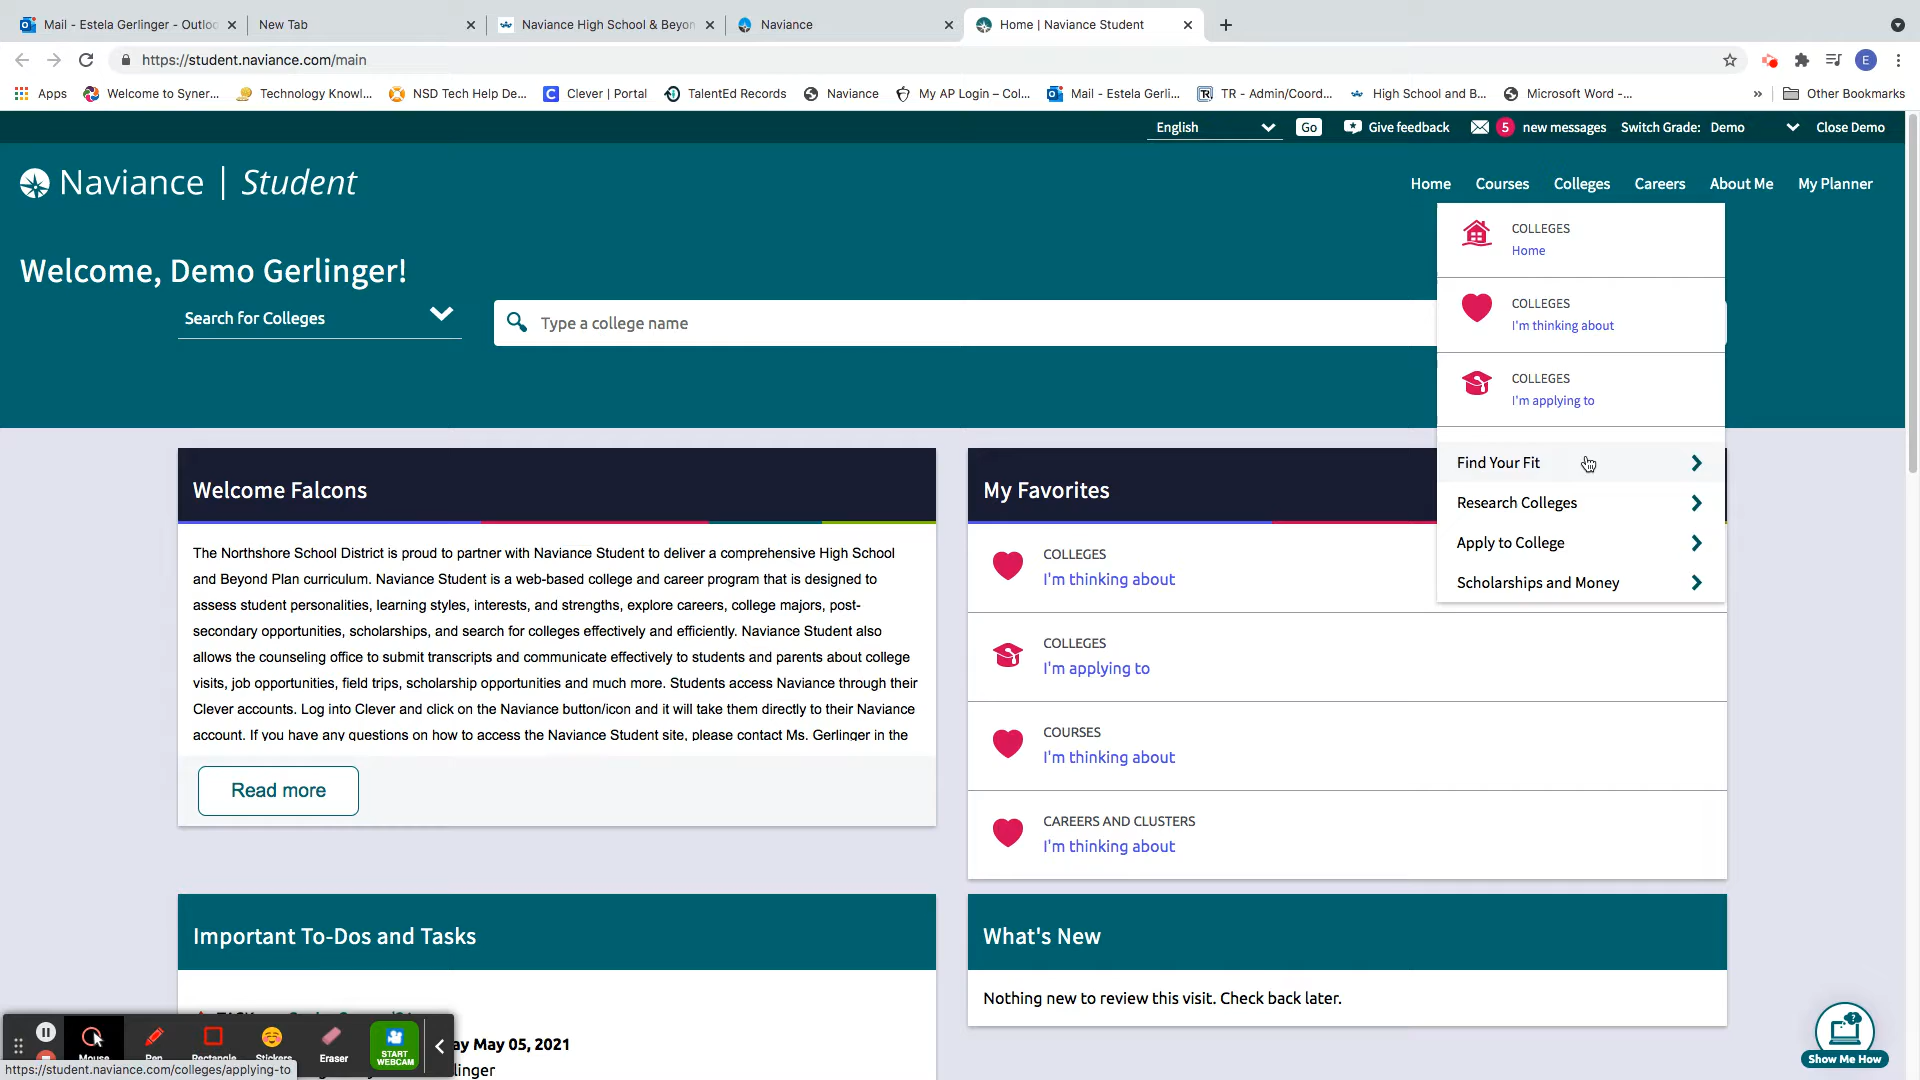 Mail - Estela Gerlinger - Outlo
New Tab
Naviance High School & Beyon
Naviance
Home | Naviance Student
https://student.naviance.com/main
E
Apps
Welcome to Syner...
Technology Knowl...
NSD Tech Help De...
Clever | Portal
TalentEd Records
Naviance
My AP Login – Col...
Mail - Estela Gerli...
TR - Admin/Coord...
High School and B...
Microsoft Word -...
»
Other Bookmarks
English
Go
Give feedback
5 new messages
Switch Grade: Demo
Close Demo
Naviance | Student
Home
Courses
Colleges
Careers
About Me
My Planner
Welcome, Demo Gerlinger!
Search for Colleges
Type a college name
COLLEGES
Home
COLLEGES
I'm thinking about
COLLEGES
I'm applying to
Find Your Fit
Research Colleges
Apply to College
Scholarships and Money
Welcome Falcons
The Northshore School District is proud to partner with Naviance Student to deliver a comprehensive High School
and Beyond Plan curriculum. Naviance Student is a web-based college and career program that is designed to
assess student personalities, learning styles, interests, and strengths, explore careers, college majors, post-
secondary opportunities, scholarships, and search for colleges effectively and efficiently. Naviance Student also
allows the counseling office to submit transcripts and communicate effectively to students and parents about college
visits, job opportunities, field trips, scholarship opportunities and much more. Students access Naviance through their
Clever accounts. Log into Clever and click on the Naviance button/icon and it will take them directly to their Naviance
account. If you have any questions on how to access the Naviance Student site, please contact Ms. Gerlinger in the
Read more
My Favorites
COLLEGES
I'm thinking about
COLLEGES
I'm applying to
COURSES
I'm thinking about
CAREERS AND CLUSTERS
I'm thinking about
Important To-Dos and Tasks
ay May 05, 2021
linger
What's New
Nothing new to review this visit. Check back later.
Mouse
Pen
Rectangle
Stickers
Eraser
START
WEBCAM
https://student.naviance.com/colleges/applying-to
Show Me How